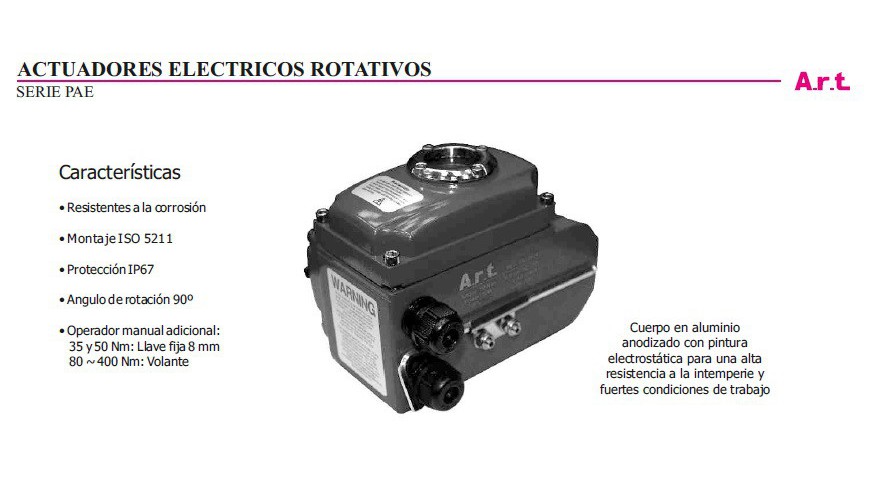 ACTUADORES ELECTRICOS ROTATIVOS
SERIE PAE
A.r.t.
Características
• Resistentes a la corrosión
• Montaje ISO 5211
• Protección IP67
• Angulo de rotación 90º
• Operador manual adicional:
35 y 50 Nm: Llave fija 8 mm
80 ~ 400 Nm: Volante
WARNING
A.r.t.
Cuerpo en aluminio
anodizado con pintura
electrostática para una alta
resistencia a la intemperie y
fuertes condiciones de trabajo